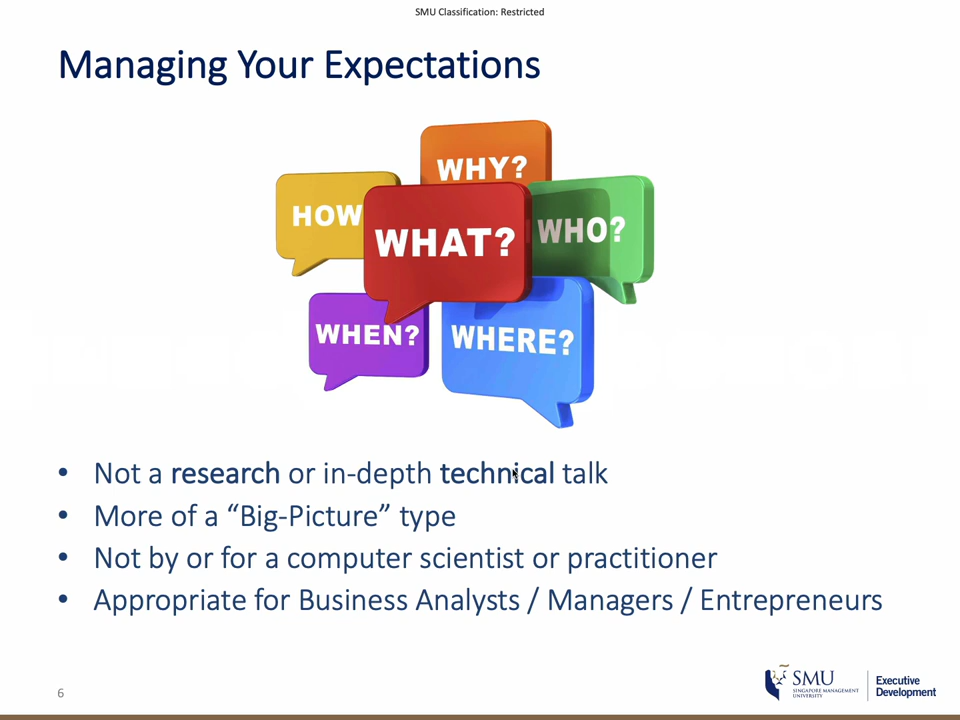 SMU Classification: Restricted
Managing Your Expectations
WHY?
HOW
WHAT?
WHO?
WHEN?
WHERE?
• Not a research or in-depth technical talk
• More of a “Big-Picture” type
• Not by or for a computer scientist or practitioner
• Appropriate for Business Analysts / Managers / Entrepreneurs
6
SMU
SINGAPORE MANAGEMENT
UNIVERSITY
Executive
Development